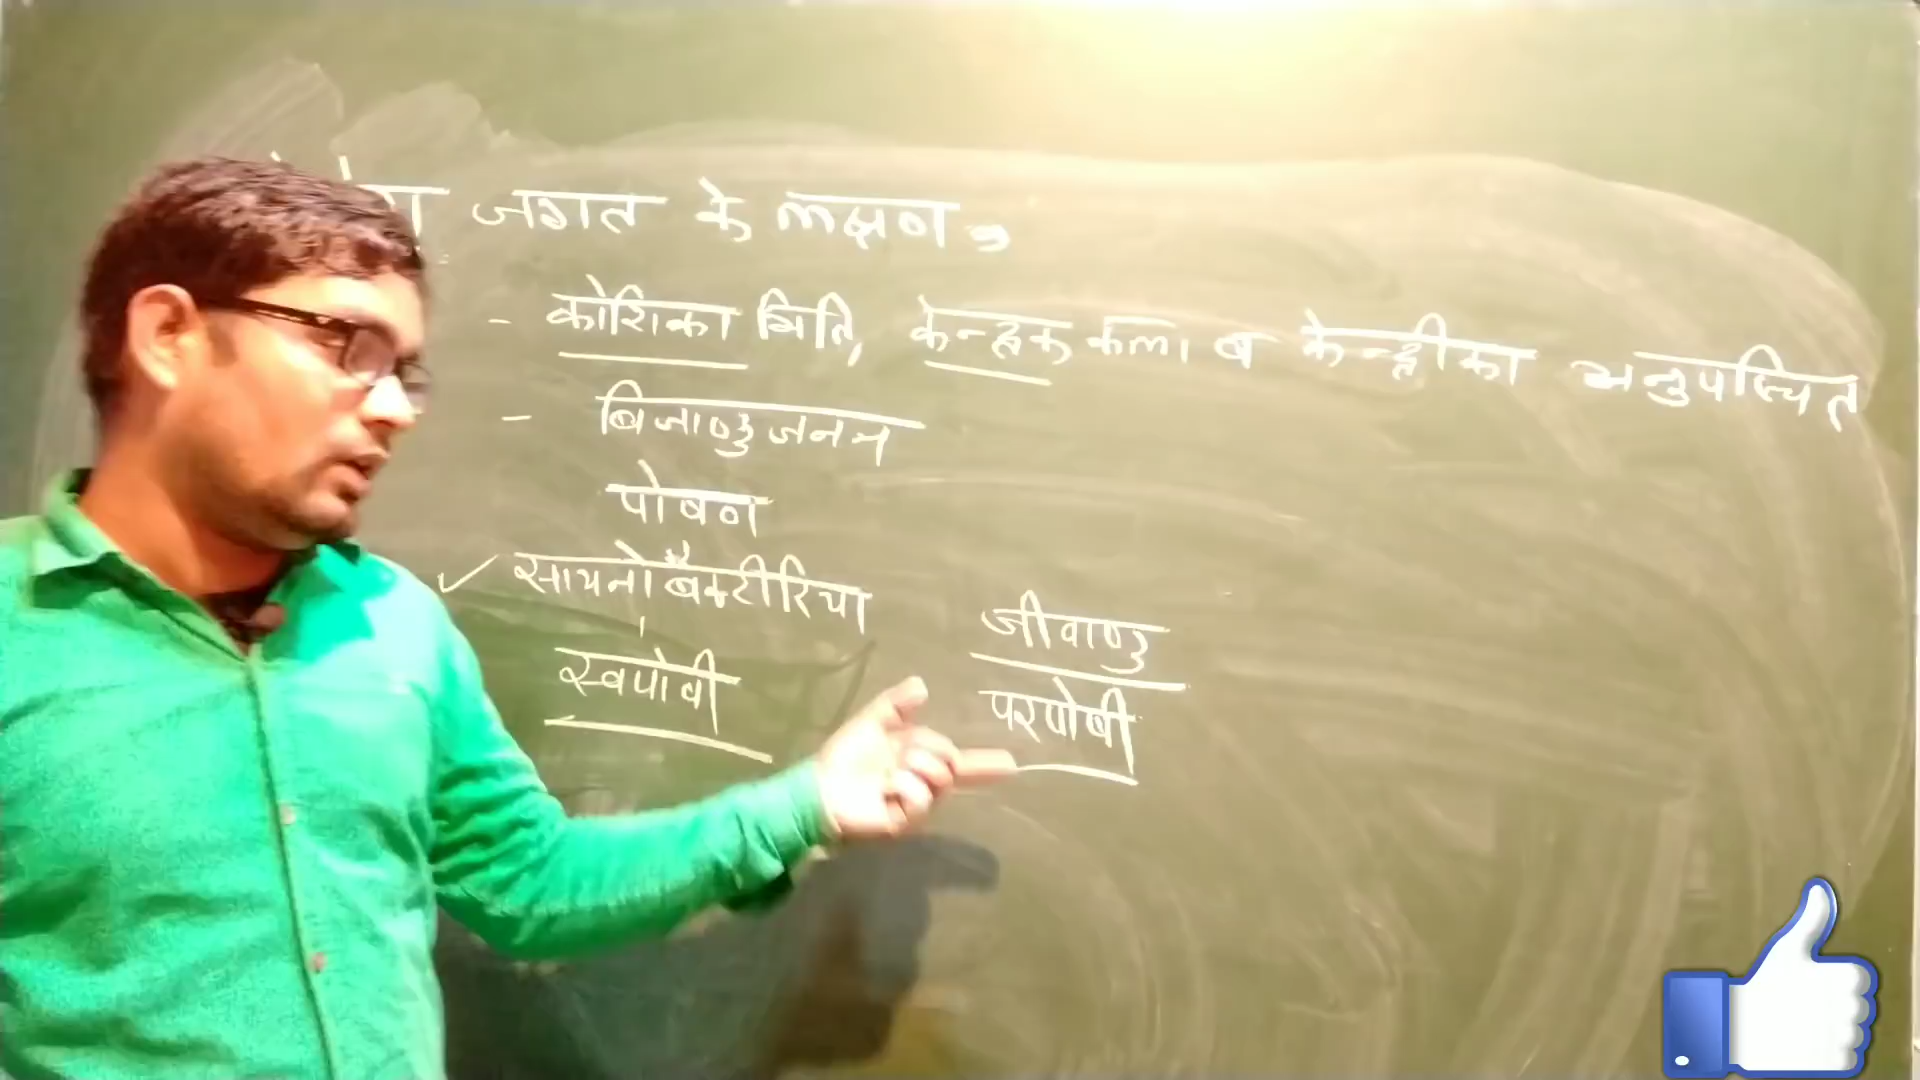 जगत के लक्षण
- कोशिका भिति, केन्द्रक कला व केन्द्रीका अनुपस्थित
- बिजाणुजनन
पोषण
✓ सायनोबैक्टीरिया
स्वपोषी
जीवाणु
परपोषी